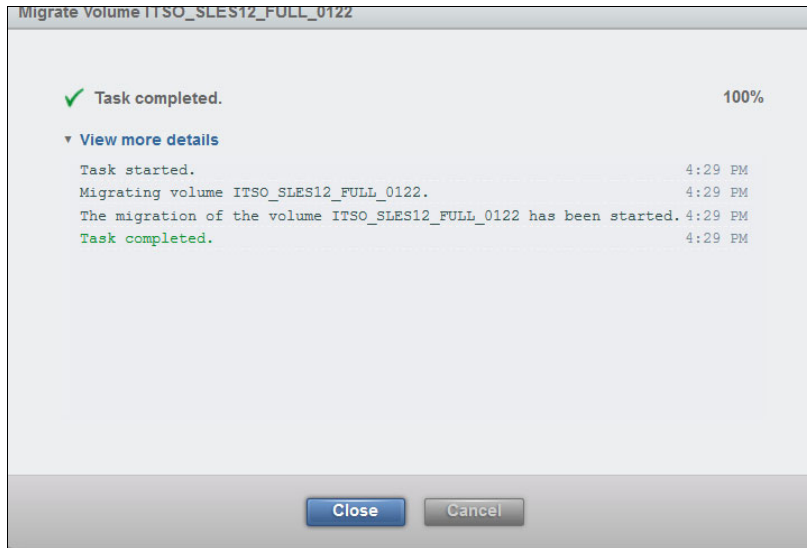 Migrate Volume ITSO_SLES12_FULL_0122
Task completed. 100%
View more details
Task started. 4:29 PM
Migrating volume ITSO_SLES12_FULL_0122. 4:29 PM
The migration of the volume ITSO_SLES12_FULL_0122 has been started. 4:29 PM
Task completed. 4:29 PM
Close Cancel